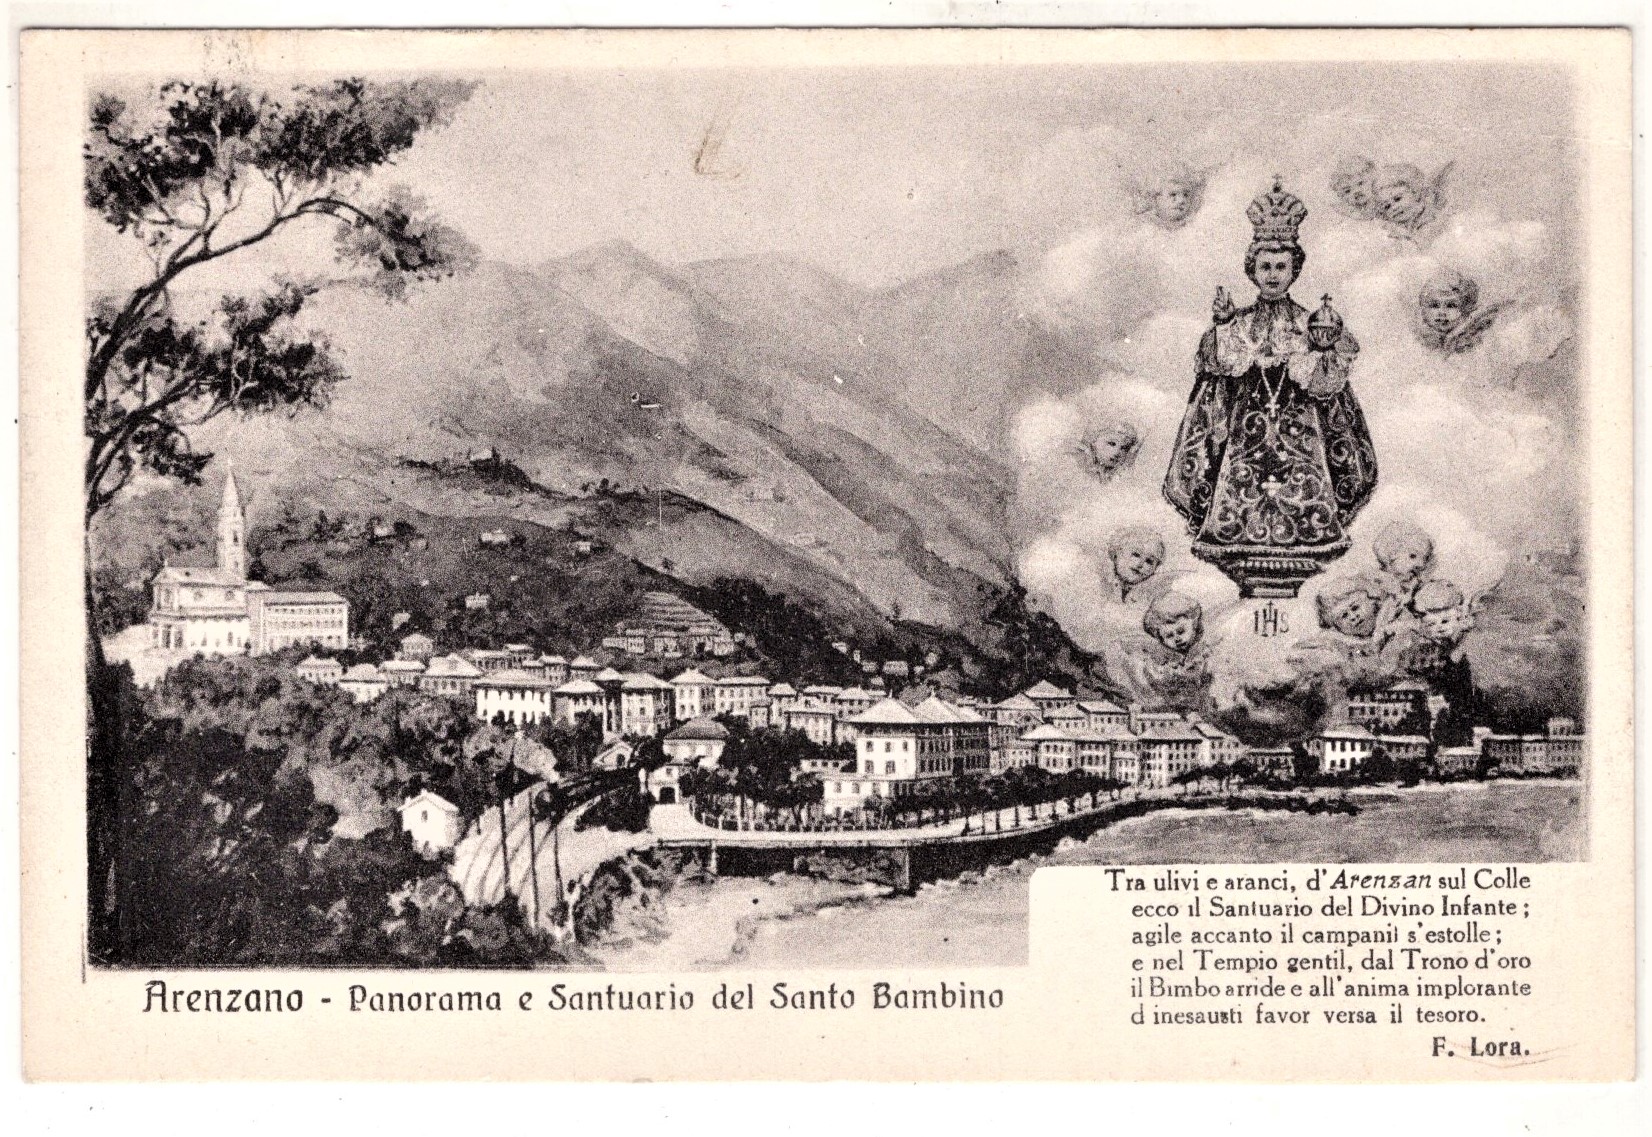 IHS
Tra ulivi e aranci, d'Arenzan sul Colle
ecco il Santuario del Divino Infante ;
agile accanto il campanil s'estolle ;
e nel Tempio gentil, dal Trono d'oro
il Bimbo arride e all'anima implorante
d inesausti favor versa il tesoro.
F. Lora.
Arenzano - Panorama e Santuario del Santo Bambino